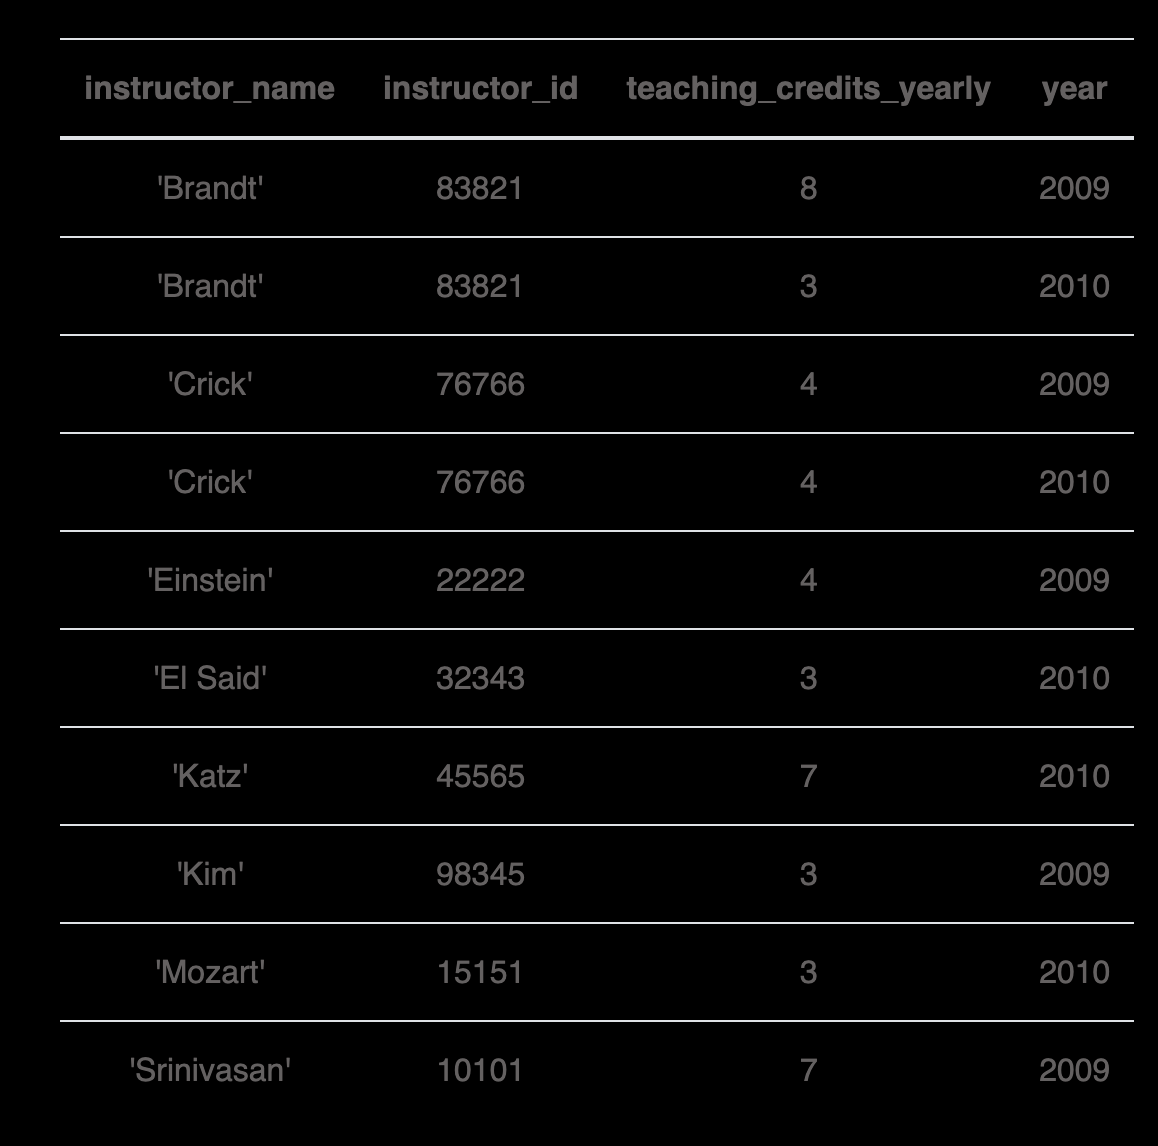 instructor_name instructor_id teaching_credits_yearly year
'Brandt' 83821 8 2009
'Brandt' 83821 3 2010
'Crick' 76766 4 2009
'Crick' 76766 4 2010
'Einstein' 22222 4 2009
'El Said' 32343 3 2010
'Katz' 45565 7 2010
'Kim' 98345 3 2009
'Mozart' 15151 3 2010
'Srinivasan' 10101 7 2009